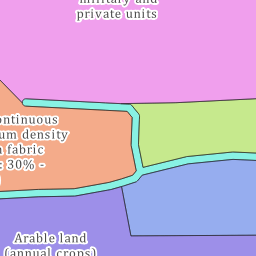 military and
private units
ontinuous
um density
fabric
: 30% -
Arable land
(annual crops)